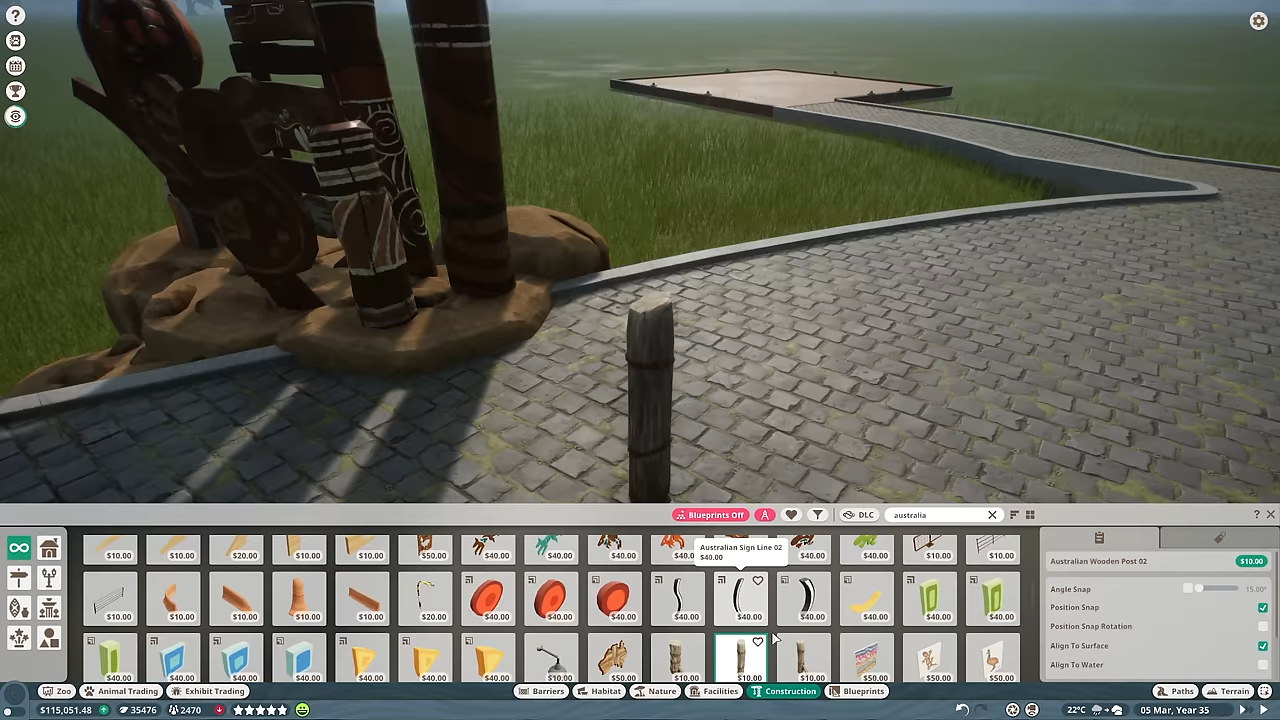 Blueprints Off
DLC
australia
?
Australian Sign Line 02
$40.00
$10.00 $10.00 $20.00 $10.00 $10.00 $50.00 $40.00 $40.00 $40.00 $40.00 $40.00 $40.00 $10.00 $10.00
$10.00 $10.00 $10.00 $10.00 $10.00 $20.00 $40.00 $40.00 $40.00 $40.00 $40.00 $40.00 $40.00 $40.00 $40.00
$40.00 $40.00 $40.00 $40.00 $40.00 $40.00 $40.00 $10.00 $50.00 $10.00 $10.00 $10.00 $50.00 $50.00 $50.00
Australian Wooden Post 02 $10.00
Angle Snap 15.00°
Position Snap
Position Snap Rotation
Align To Surface
Align To Water
Zoo Animal Trading Exhibit Trading Barriers Habitat Nature Facilities Construction Blueprints Paths Terrain
$115,051.48 35476 2470 22°C 05 Mar, Year 35